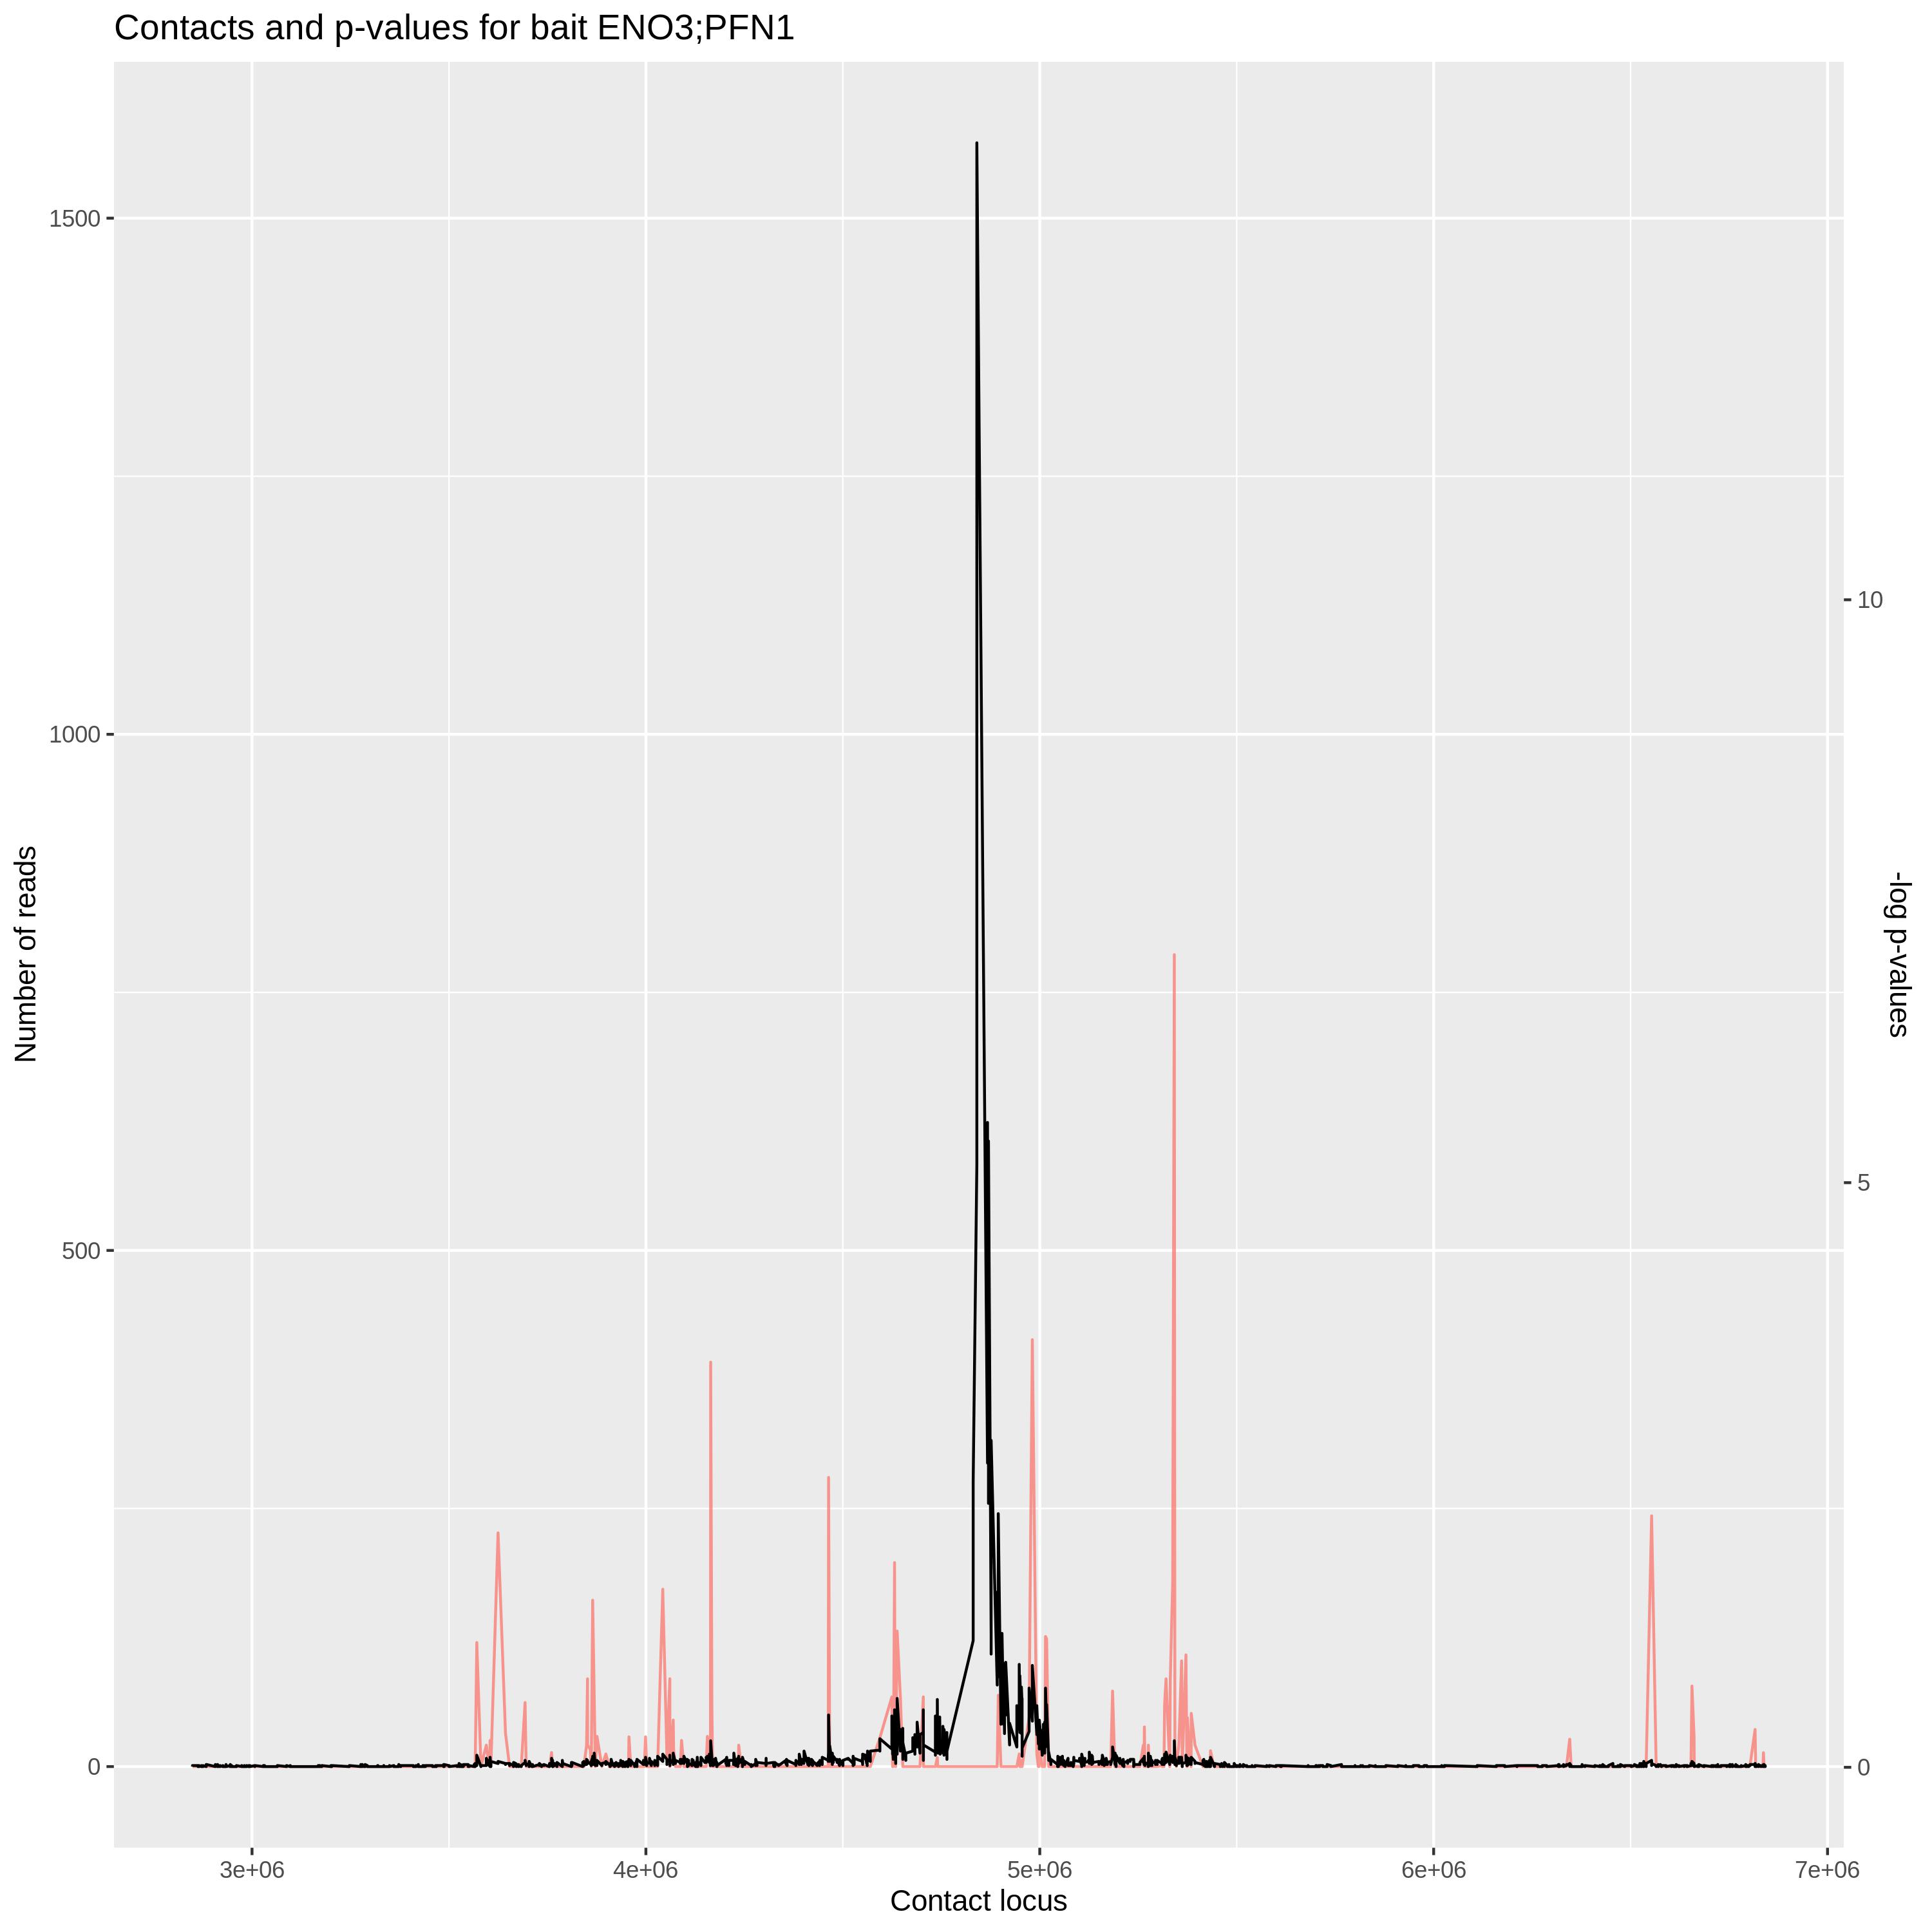 Contacts and p-values for bait ENO3;PFN1
1500
1000
500
0
Number of reads
10
5
0
-log p-values
3e+06
4e+06
5e+06
6e+06
7e+06
Contact locus